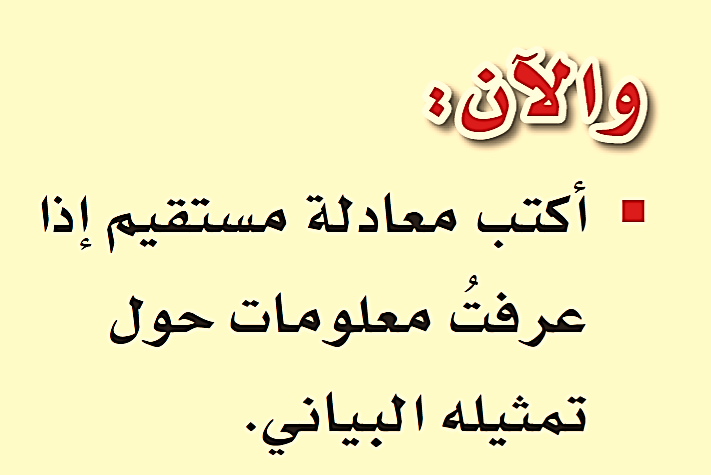 والآن:
▪ أكتب معادلة مستقيم إذا
عرفتُ معلومات حول
تمثيله البياني.